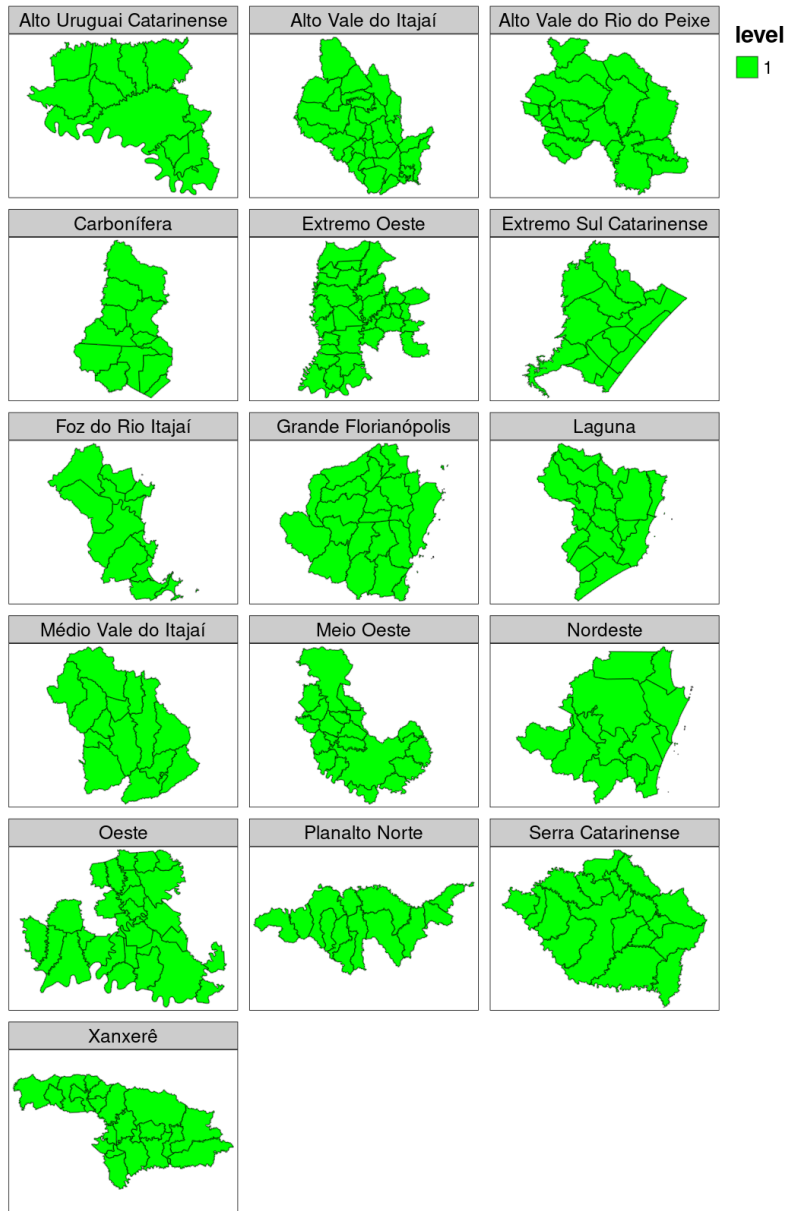 Alto Uruguai Catarinense
Alto Vale do Itajaí
Alto Vale do Rio do Peixe
level
1
Carbonífera
Extremo Oeste
Extremo Sul Catarinense
Foz do Rio Itajaí
Grande Florianópolis
Laguna
Médio Vale do Itajaí
Meio Oeste
Nordeste
Oeste
Planalto Norte
Serra Catarinense
Xanxerê